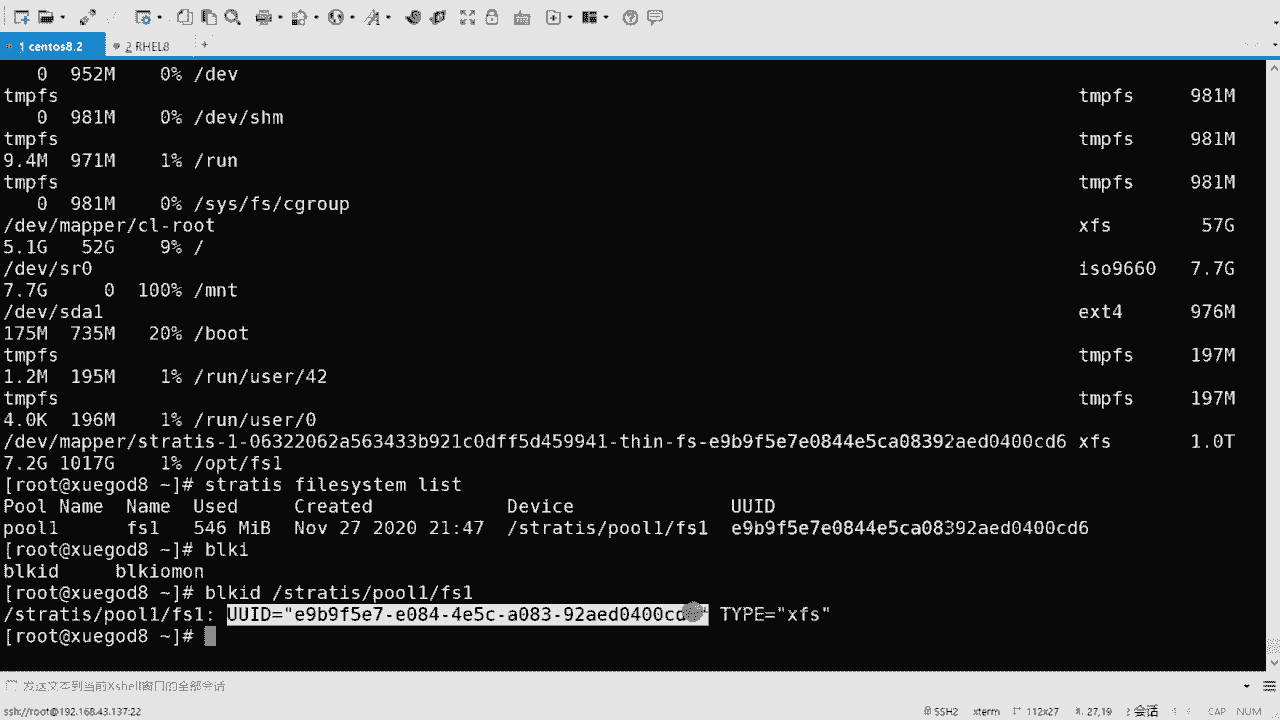 1 centos8.2
2 RHEL8
+
0 952M 0% /dev
tmpfs tmpfs 981M
0 981M 0% /dev/shm
tmpfs tmpfs 981M
9.4M 971M 1% /run
tmpfs tmpfs 981M
0 981M 0% /sys/fs/cgroup
/dev/mapper/cl-root xfs 57G
5.1G 52G 9% /
/dev/sr0 iso9660 7.7G
7.7G 0 100% /mnt
/dev/sda1 ext4 976M
175M 735M 20% /boot
tmpfs tmpfs 197M
1.2M 195M 1% /run/user/42
tmpfs tmpfs 197M
4.0K 196M 1% /run/user/0
/dev/mapper/stratis-1-06322062a563433b921c0dff5d459941-thin-fs-e9b9f5e7e0844e5ca08392aed0400cd6 xfs 1.0T
7.2G 1017G 1% /opt/fs1
[root@xuegod8 ~]# stratis filesystem list
Pool Name Name Used Created Device UUID
pool1 fs1 546 MiB Nov 27 2020 21:47 /stratis/pool1/fs1 e9b9f5e7e0844e5ca08392aed0400cd6
[root@xuegod8 ~]# blki
blkid blkiomon
[root@xuegod8 ~]# blkid /stratis/pool1/fs1
/stratis/pool1/fs1: UUID="e9b9f5e7-e084-4e5c-a083-92aed0400cd6" TYPE="xfs"
[root@xuegod8 ~]#
发送文本到当前Xshell窗口的全部会话
ssh://root@192.168.43.137:22 SSH2 xterm 112x27 27,19 2 会话 CAP NUM